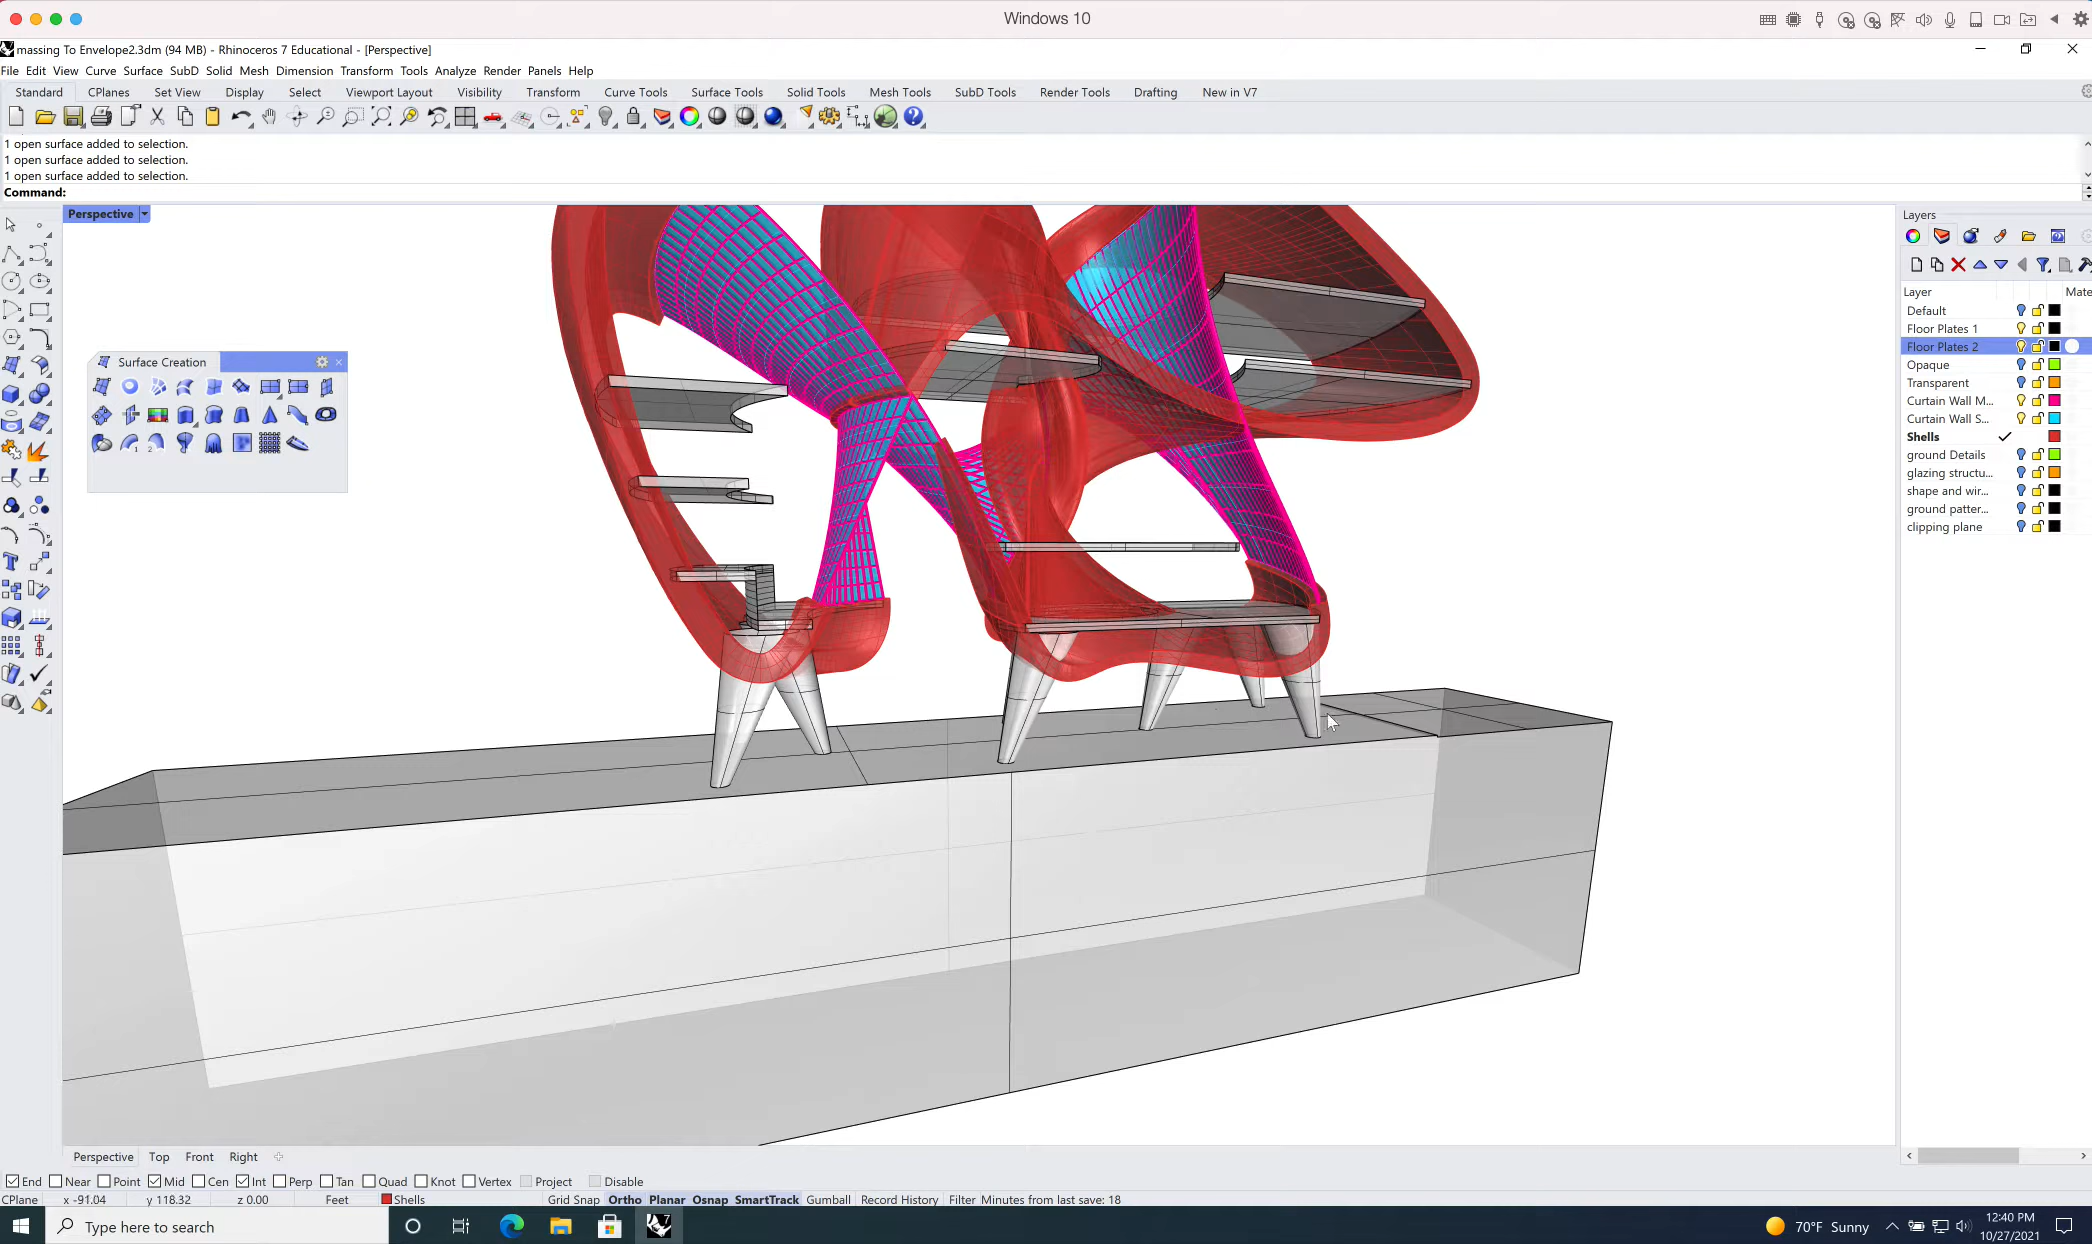 Windows 10
massing To Envelope2.3dm (94 MB) - Rhinoceros 7 Educational - [Perspective]
File Edit View Curve Surface SubD Solid Mesh Dimension Transform Tools Analyze Render Panels Help
Standard CPlanes Set View Display Select Viewport Layout Visibility Transform Curve Tools Surface Tools Solid Tools Mesh Tools SubD Tools Render Tools Drafting New in V7
1 open surface added to selection.
1 open surface added to selection.
1 open surface added to selection.
Command:
Perspective
Layers
Layer Mate
Default
Floor Plates 1
Floor Plates 2
Opaque
Transparent
Curtain Wall M...
Curtain Wall S...
Shells
ground Details
glazing structu...
shape and wir...
ground patter...
clipping plane
Surface Creation
Perspective Top Front Right
End Near Point Mid Cen Int Perp Tan Quad Knot Vertex Project Disable
CPlane x -91.04 y 118.32 z 0.00 Feet Shells Grid Snap Ortho Planar Osnap SmartTrack Gumball Record History Filter Minutes from last save: 18
Type here to search
70°F Sunny
12:40 PM
10/27/2021